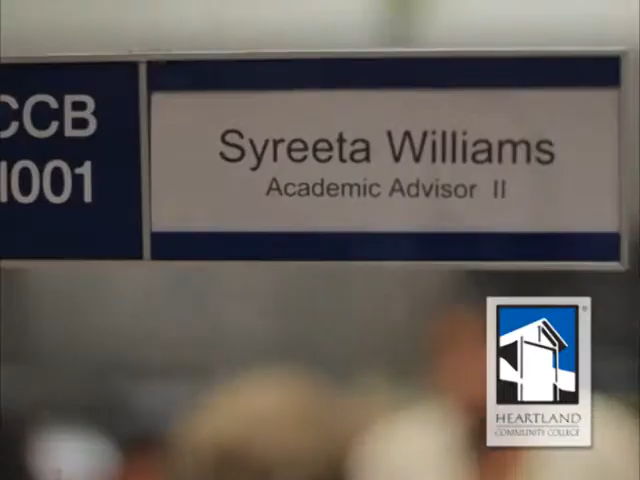 CCB
1001
Syreeta Williams
Academic Advisor II
HEARTLAND
COMMUNITY COLLEGE